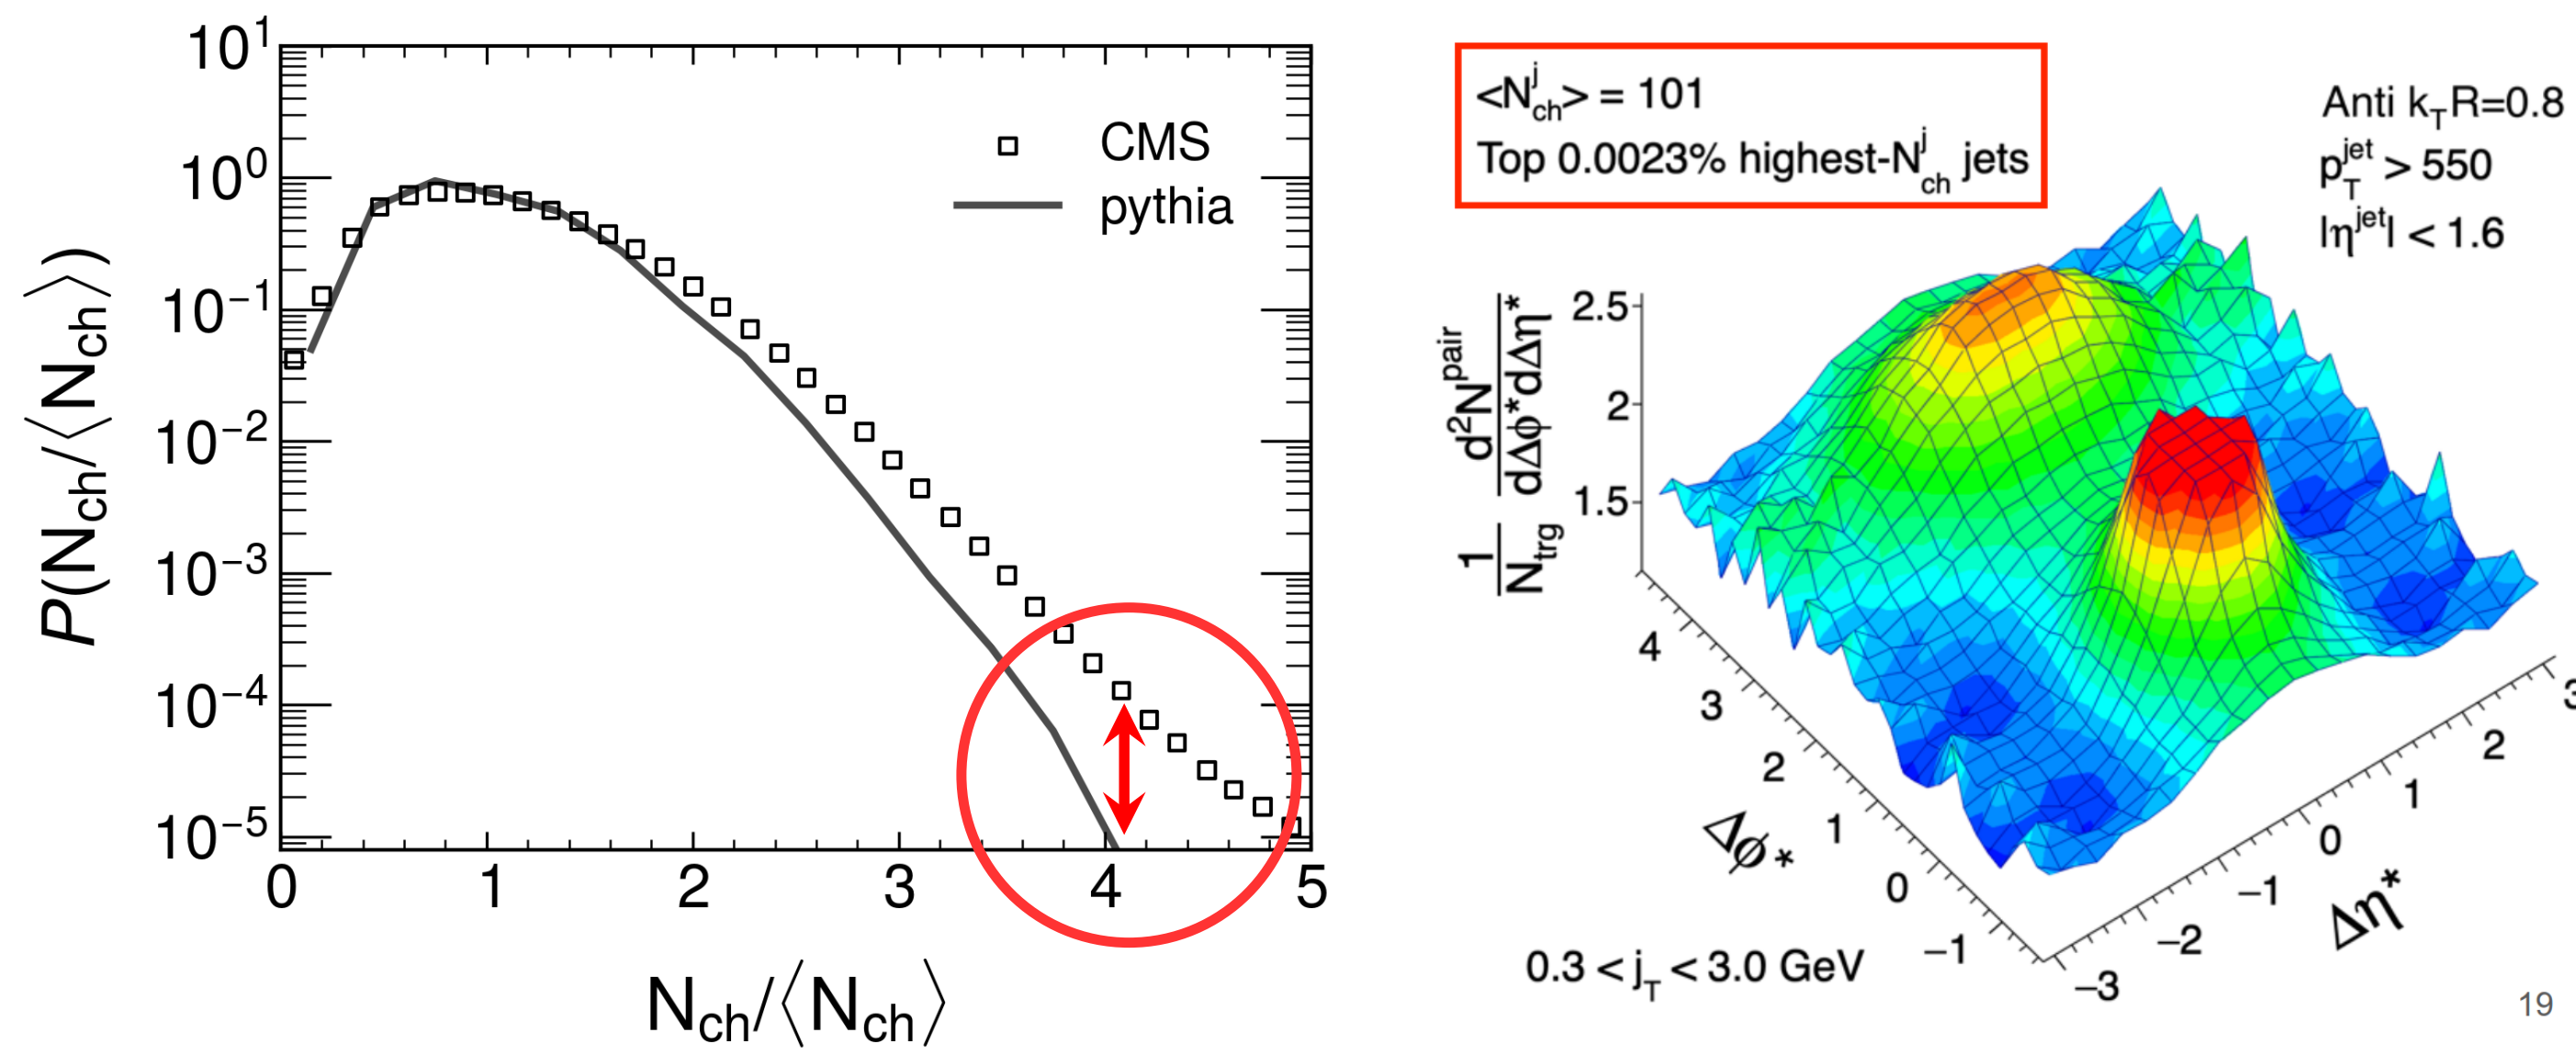 10^1
10^0
10^−1
10^−2
10^−3
10^−4
10^−5
P(N_ch/⟨N_ch⟩)
CMS
pythia
0 1 2 3 4 5
N_ch/⟨N_ch⟩
<N^j_ch> = 101
Top 0.0023% highest-N^j_ch jets
Anti k_T R=0.8
p_T^jet > 550
|η^jet| < 1.6
1/N_trg d²N^pair/dΔϕ*dΔη*
2.5
2
1.5
4
3
2
1
0
−1
Δϕ*
3
2
1
0
−1
−2
−3
Δη*
0.3 < j_T < 3.0 GeV
19